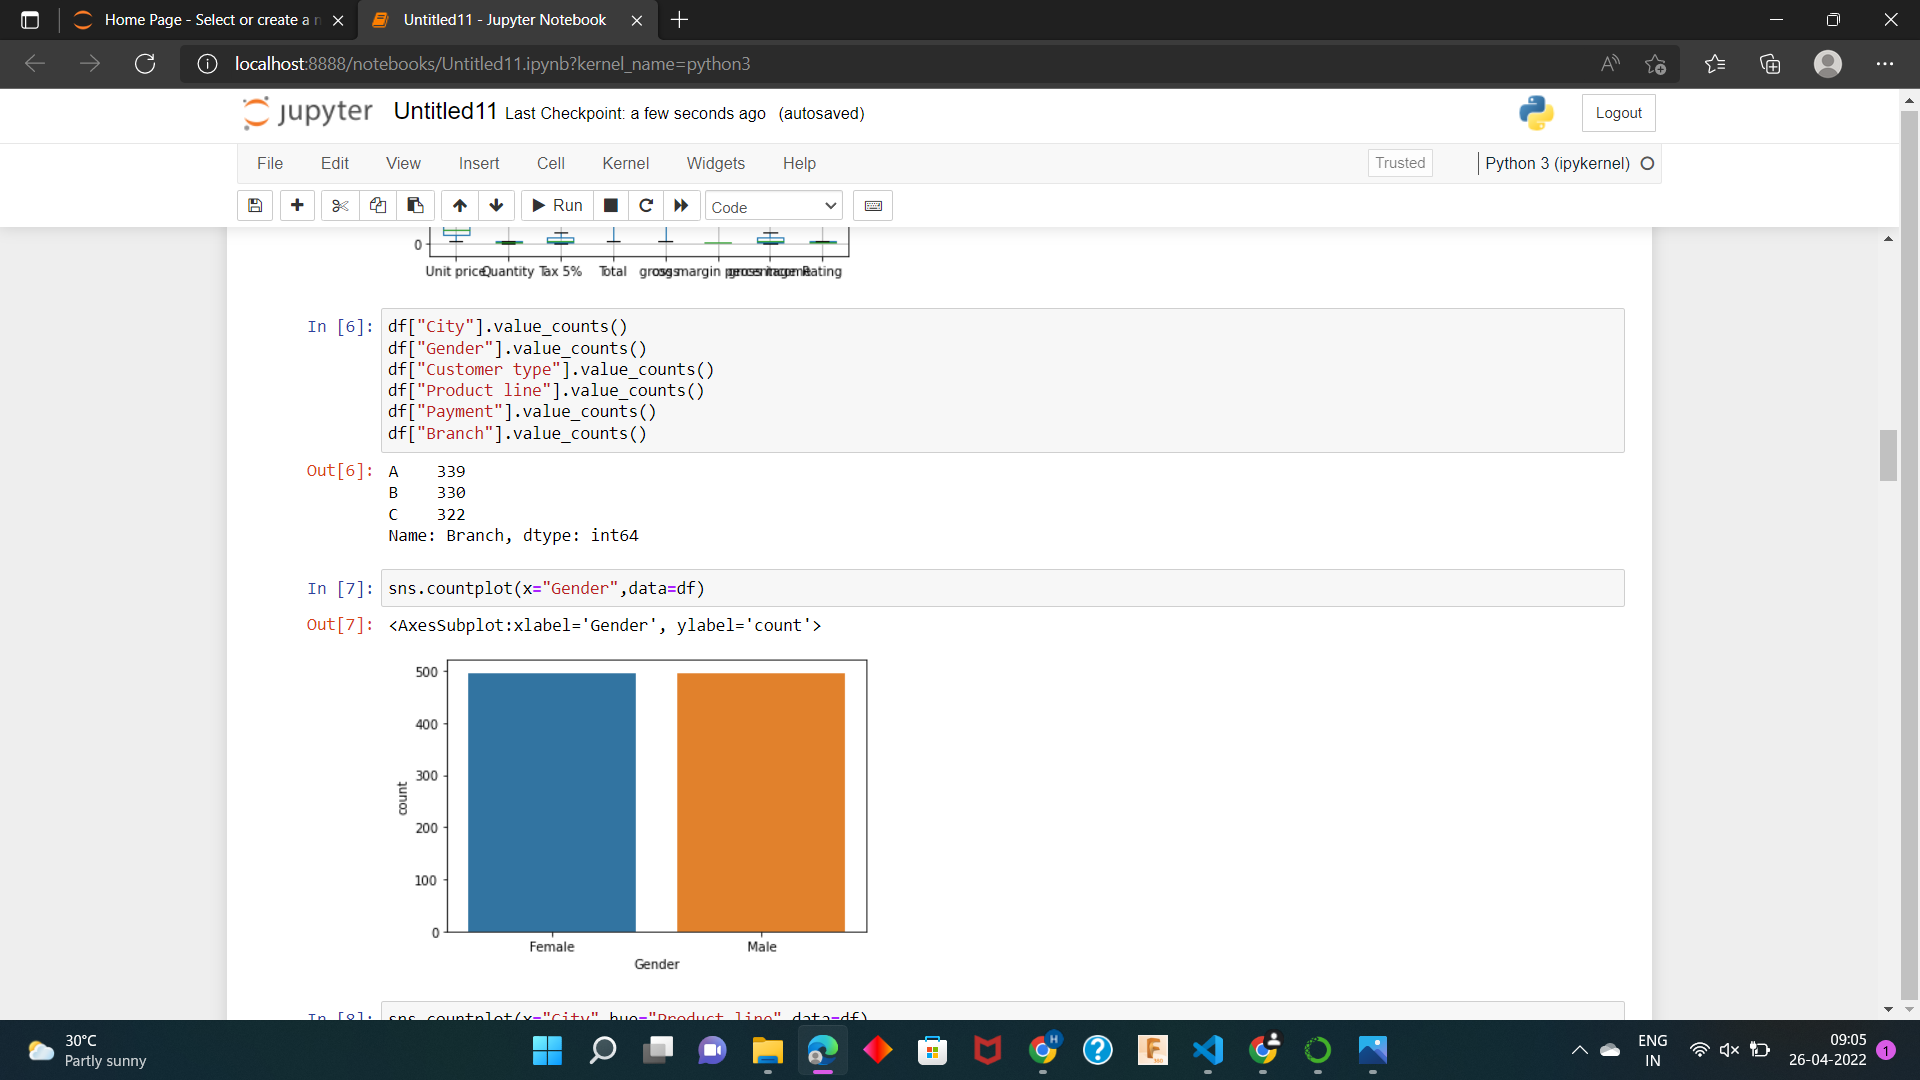 Home Page - Select or create a n
Untitled11 - Jupyter Notebook
localhost:8888/notebooks/Untitled11.ipynb?kernel_name=python3
jupyter Untitled11 Last Checkpoint: a few seconds ago (autosaved)
Logout
File Edit View Insert Cell Kernel Widgets Help
Trusted
Python 3 (ipykernel)
Run
Code
0
Unit price Quantity Tax 5% Total gross margin Rating
In [6]:
df["City"].value_counts()
df["Gender"].value_counts()
df["Customer type"].value_counts()
df["Product line"].value_counts()
df["Payment"].value_counts()
df["Branch"].value_counts()
Out[6]:
A 339
B 330
C 322
Name: Branch, dtype: int64
In [7]:
sns.countplot(x="Gender",data=df)
Out[7]:
<AxesSubplot:xlabel='Gender', ylabel='count'>
500
400
300
200
100
0
count
Female Male
Gender
In [8]:
sns.countplot(x="City",hue="Product line",data=df)
30°C
Partly sunny
H
F
360
ENG
IN
09:05
26-04-2022
1